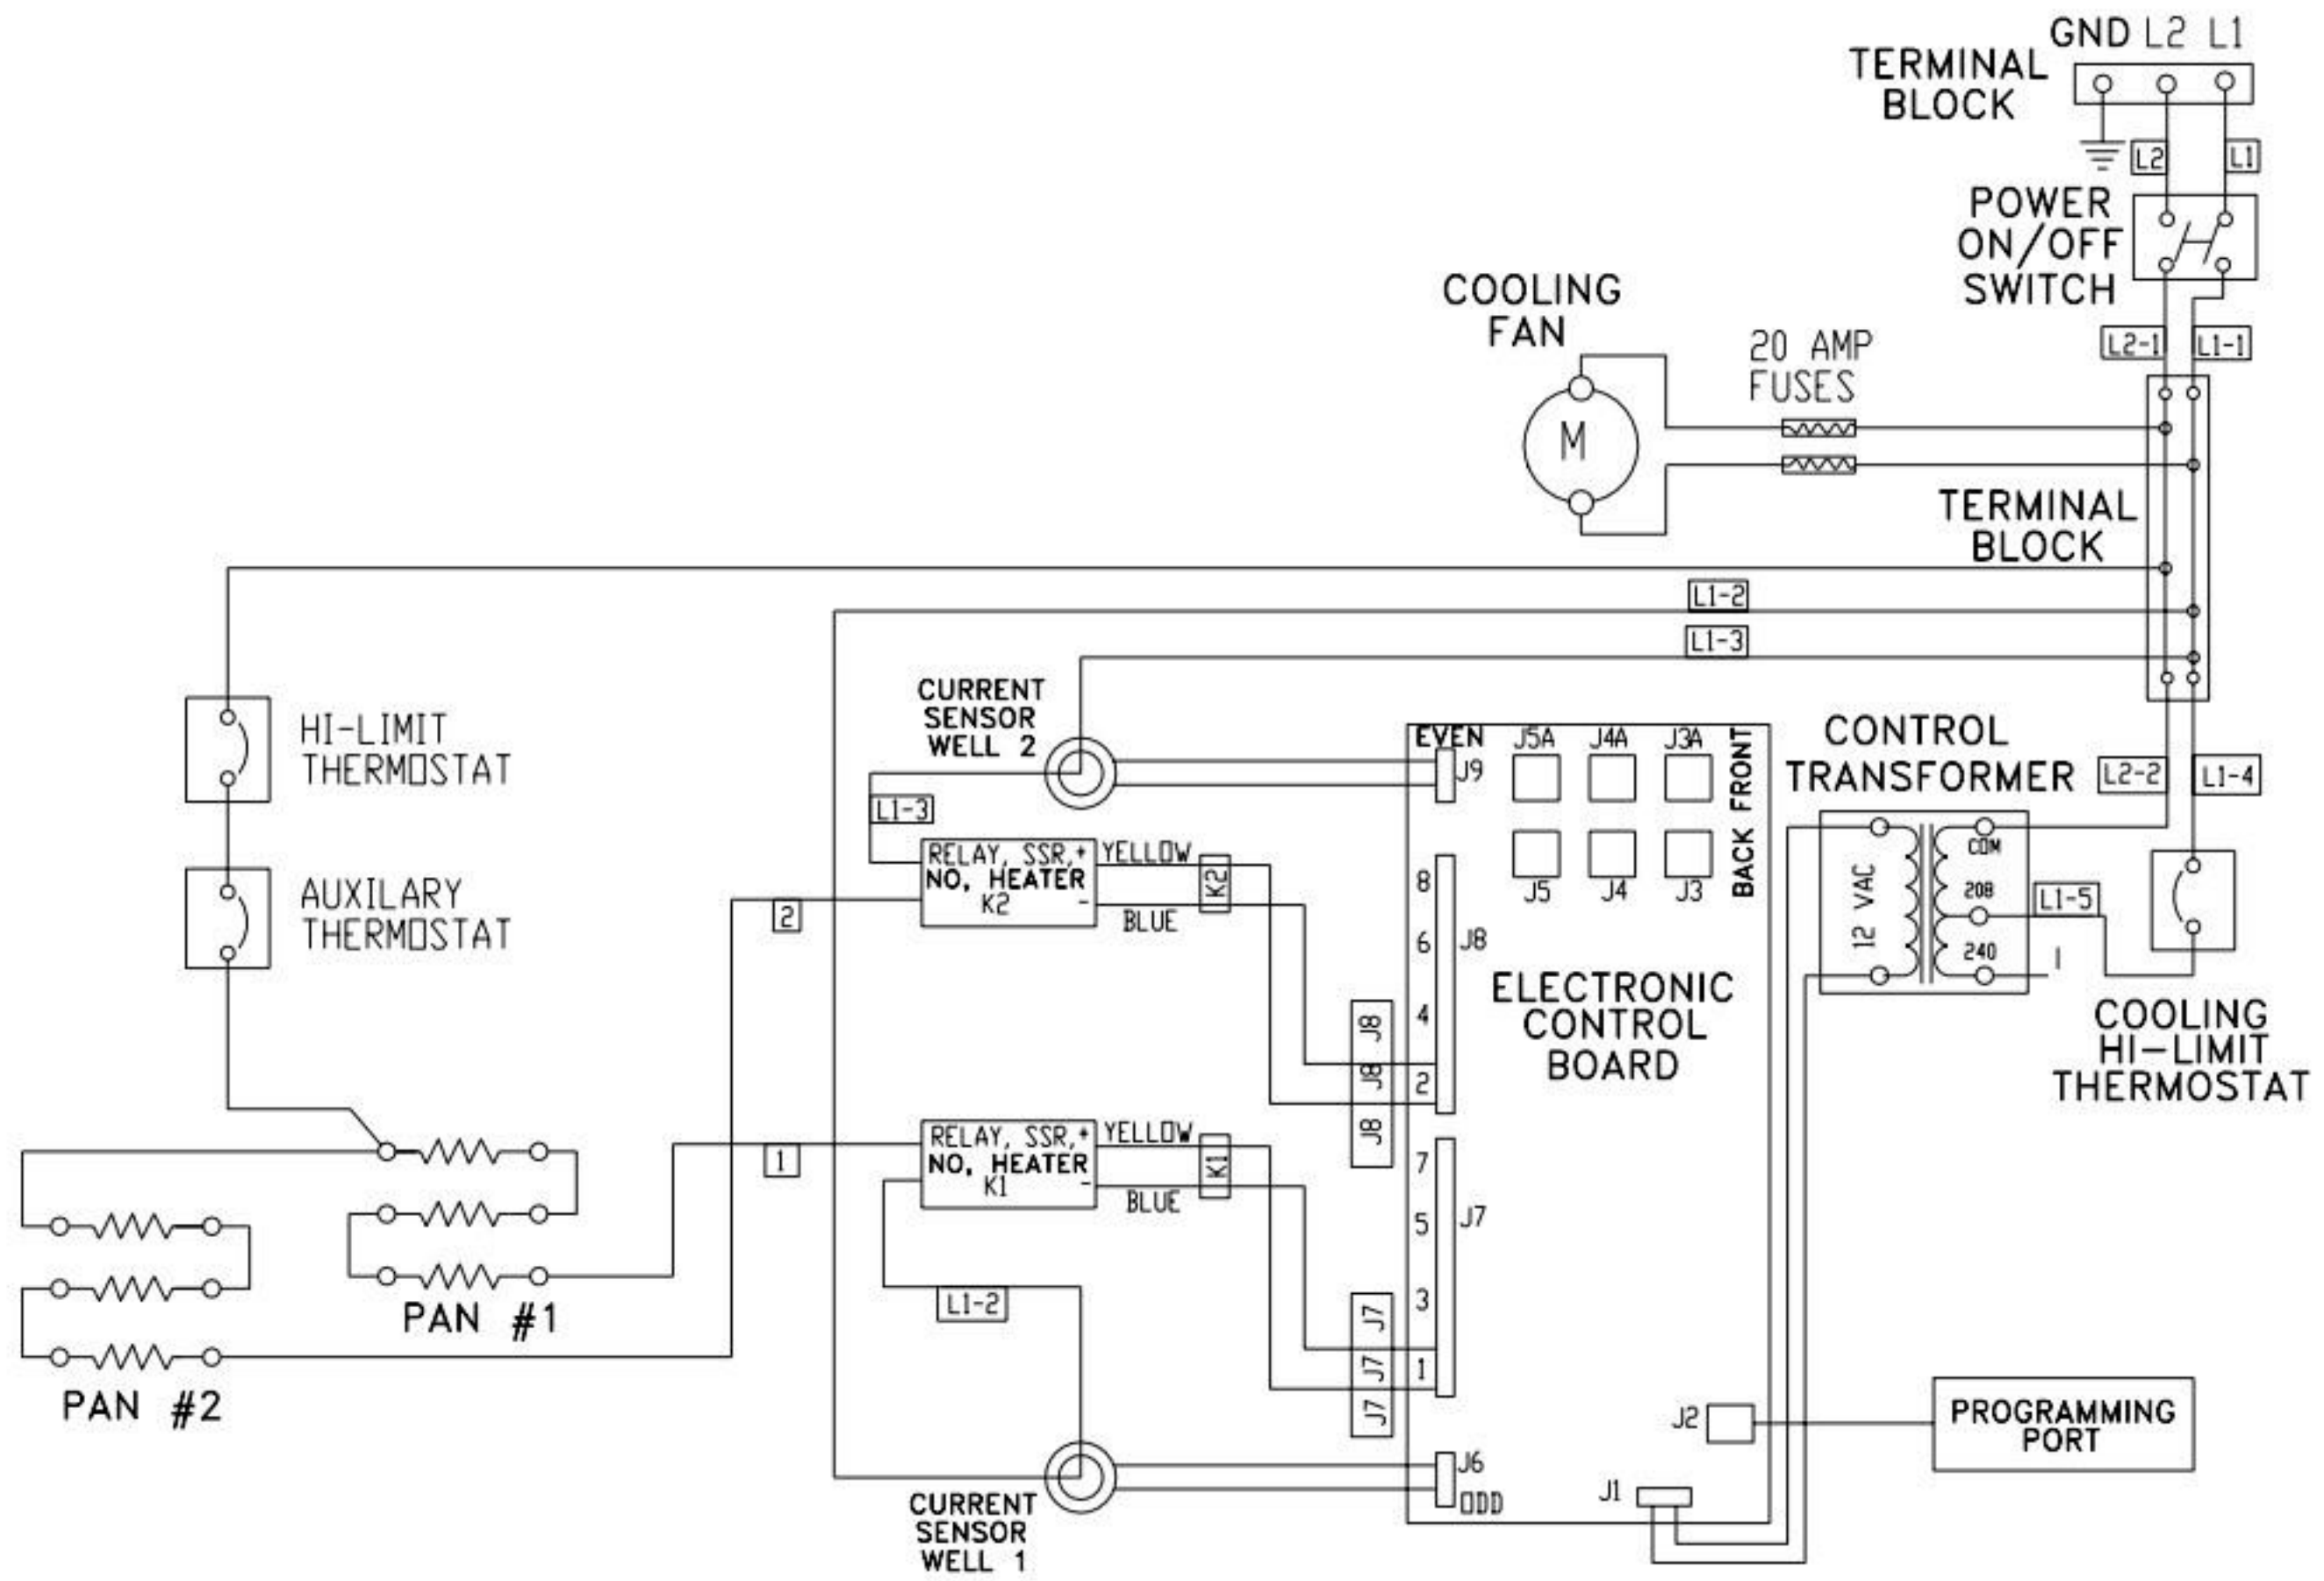 GND L2 L1
TERMINAL
BLOCK
L2
L1
POWER
ON/OFF
SWITCH
COOLING
FAN
M
20 AMP
FUSES
L2-1
L1-1
TERMINAL
BLOCK
L1-2
L1-3
HI-LIMIT
THERMOSTAT
AUXILARY
THERMOSTAT
CURRENT
SENSOR
WELL 2
L1-3
RELAY, SSR,+
NO, HEATER
K2 -
YELLOW
BLUE
K2
2
EVEN
J9
J5A J4A J3A
J5 J4 J3
BACK FRONT
8
6
4
2
J8
J8
J8
J8
ELECTRONIC
CONTROL
BOARD
CONTROL
TRANSFORMER
L2-2
L1-4
12 VAC
COM
208
240
L1-5
COOLING
HI-LIMIT
THERMOSTAT
1
RELAY, SSR,+
NO, HEATER
K1 -
YELLOW
BLUE
K1
L1-2
7
5
3
1
J7
J7
J7
J7
PAN #1
PAN #2
J2
PROGRAMMING
PORT
J6
ODD
J1
CURRENT
SENSOR
WELL 1